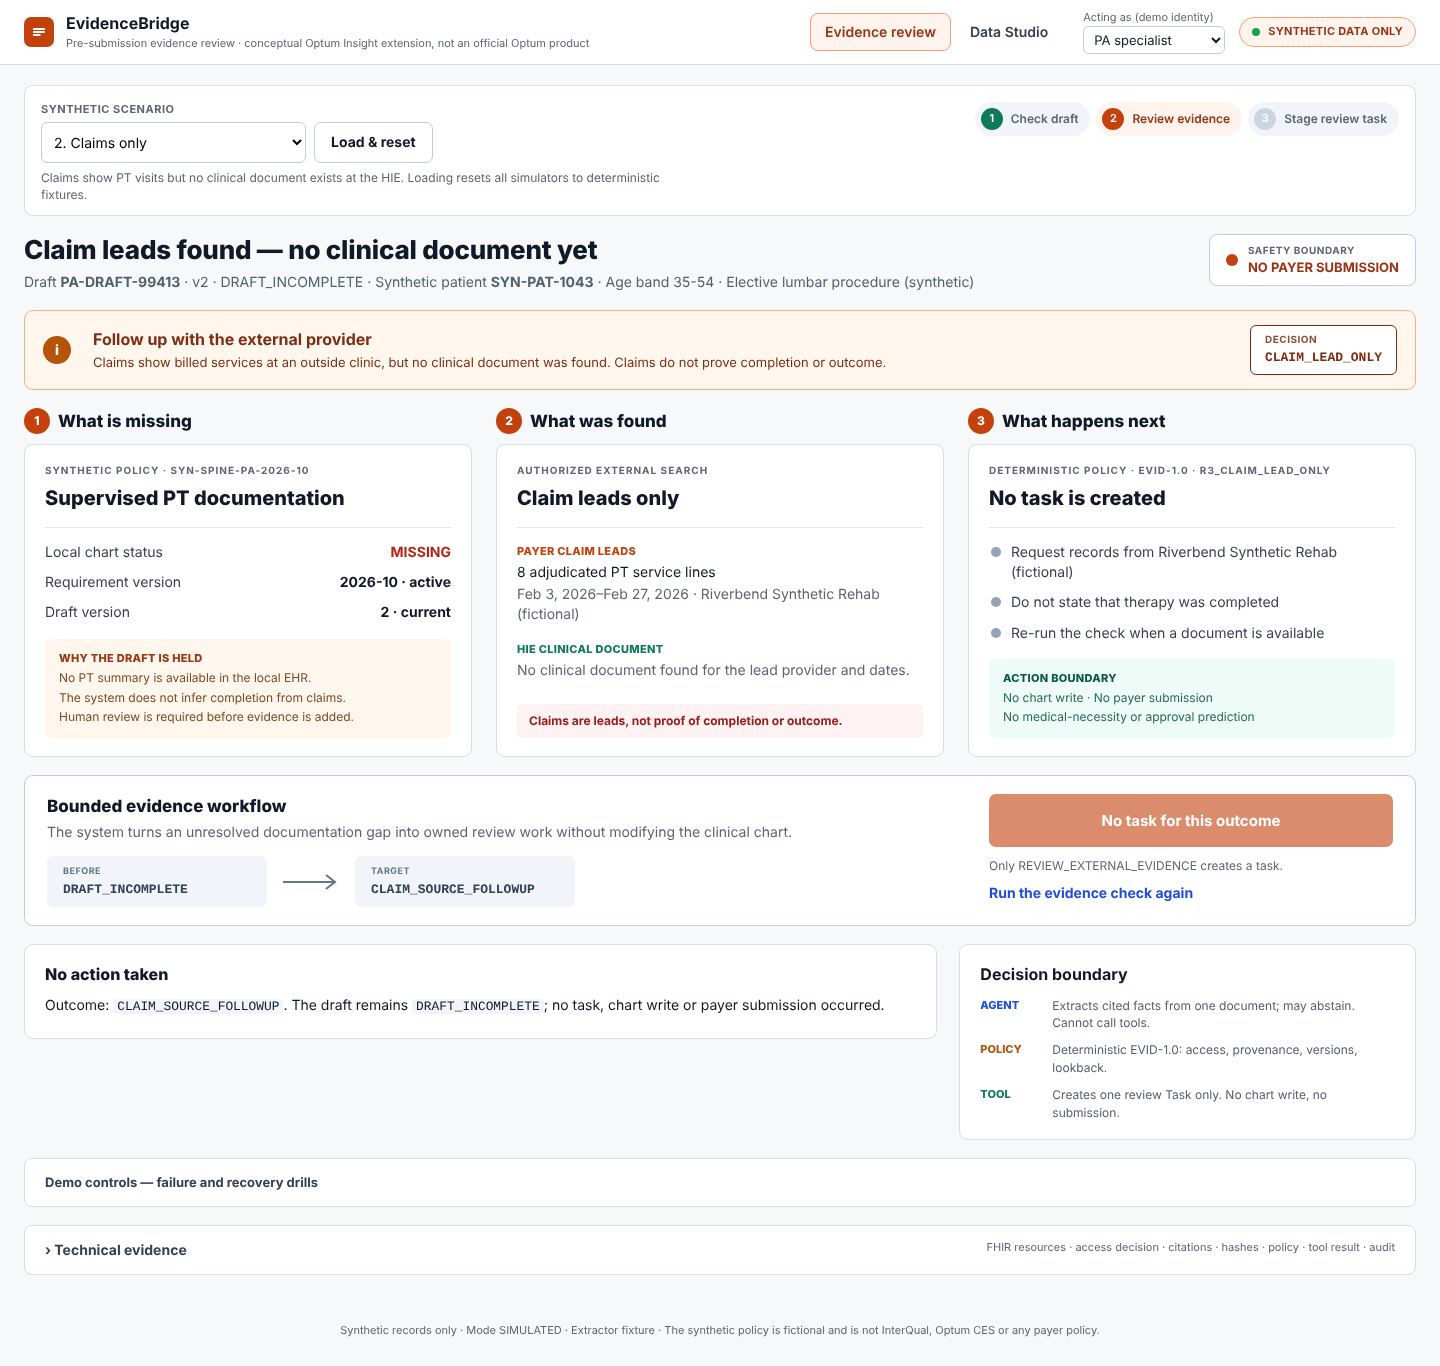 EvidenceBridge
Pre-submission evidence review · conceptual Optum Insight extension, not an official Optum product
Evidence review
Data Studio
Acting as (demo identity)
PA specialist
SYNTHETIC DATA ONLY
SYNTHETIC SCENARIO
2. Claims only
Load & reset
Claims show PT visits but no clinical document exists at the HIE. Loading resets all simulators to deterministic
fixtures.
1 Check draft
2 Review evidence
3 Stage review task
Claim leads found — no clinical document yet
Draft PA-DRAFT-99413 · v2 · DRAFT_INCOMPLETE · Synthetic patient SYN-PAT-1043 · Age band 35-54 · Elective lumbar procedure (synthetic)
SAFETY BOUNDARY
NO PAYER SUBMISSION
i
Follow up with the external provider
Claims show billed services at an outside clinic, but no clinical document was found. Claims do not prove completion or outcome.
DECISION
CLAIM_LEAD_ONLY
1 What is missing
SYNTHETIC POLICY · SYN-SPINE-PA-2026-10
Supervised PT documentation
Local chart status MISSING
Requirement version 2026-10 · active
Draft version 2 · current
WHY THE DRAFT IS HELD
No PT summary is available in the local EHR.
The system does not infer completion from claims.
Human review is required before evidence is added.
2 What was found
AUTHORIZED EXTERNAL SEARCH
Claim leads only
PAYER CLAIM LEADS
8 adjudicated PT service lines
Feb 3, 2026–Feb 27, 2026 · Riverbend Synthetic Rehab
(fictional)
HIE CLINICAL DOCUMENT
No clinical document found for the lead provider and dates.
Claims are leads, not proof of completion or outcome.
3 What happens next
DETERMINISTIC POLICY · EVID-1.0 · R3_CLAIM_LEAD_ONLY
No task is created
Request records from Riverbend Synthetic Rehab
(fictional)
Do not state that therapy was completed
Re-run the check when a document is available
ACTION BOUNDARY
No chart write · No payer submission
No medical-necessity or approval prediction
Bounded evidence workflow
The system turns an unresolved documentation gap into owned review work without modifying the clinical chart.
BEFORE
DRAFT_INCOMPLETE
TARGET
CLAIM_SOURCE_FOLLOWUP
No task for this outcome
Only REVIEW_EXTERNAL_EVIDENCE creates a task.
Run the evidence check again
No action taken
Outcome: CLAIM_SOURCE_FOLLOWUP. The draft remains DRAFT_INCOMPLETE; no task, chart write or payer submission occurred.
Decision boundary
AGENT Extracts cited facts from one document; may abstain.
Cannot call tools.
POLICY Deterministic EVID-1.0: access, provenance, versions,
lookback.
TOOL Creates one review Task only. No chart write, no
submission.
Demo controls — failure and recovery drills
› Technical evidence
FHIR resources · access decision · citations · hashes · policy · tool result · audit
Synthetic records only · Mode SIMULATED · Extractor fixture · The synthetic policy is fictional and is not InterQual, Optum CES or any payer policy.